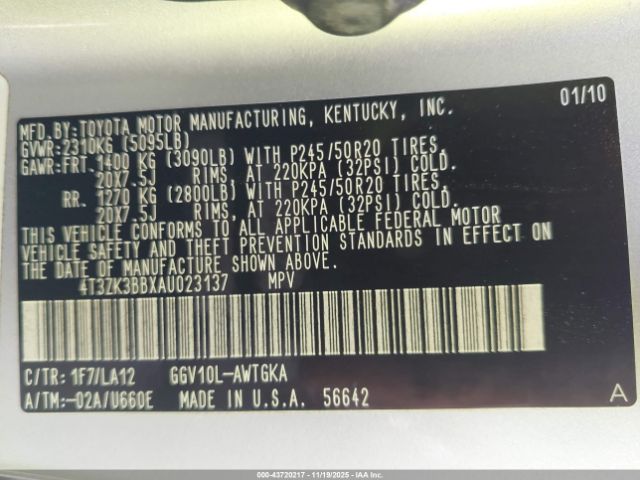 01/10
MFD.BY:TOYOTA MOTOR MANUFACTURING, KENTUCKY, INC.
GVWR:2310KG (5095LB)
GAWR:FRT.1400 KG (3090LB) WITH P245/50R20 TIRES,
20X7.5J RIMS, AT 220KPA (32PSI) COLD.
RR. 1270 KG (2800LB) WITH P245/50R20 TIRES,
20X7.5J RIMS, AT 220KPA (32PSI) COLD.
THIS VEHICLE CONFORMS TO ALL APPLICABLE FEDERAL MOTOR
VEHICLE SAFETY AND THEFT PREVENTION STANDARDS IN EFFECT ON
THE DATE OF MANUFACTURE SHOWN ABOVE.
4T3ZK3BBXAU023137 MPV
C/TR: 1F7/LA12 GGV10L-AWTGKA
A/TM:-02A/U660E MADE IN U.S.A. 56642
A
000-43720217 - 11/19/2025 - IAAI.COM